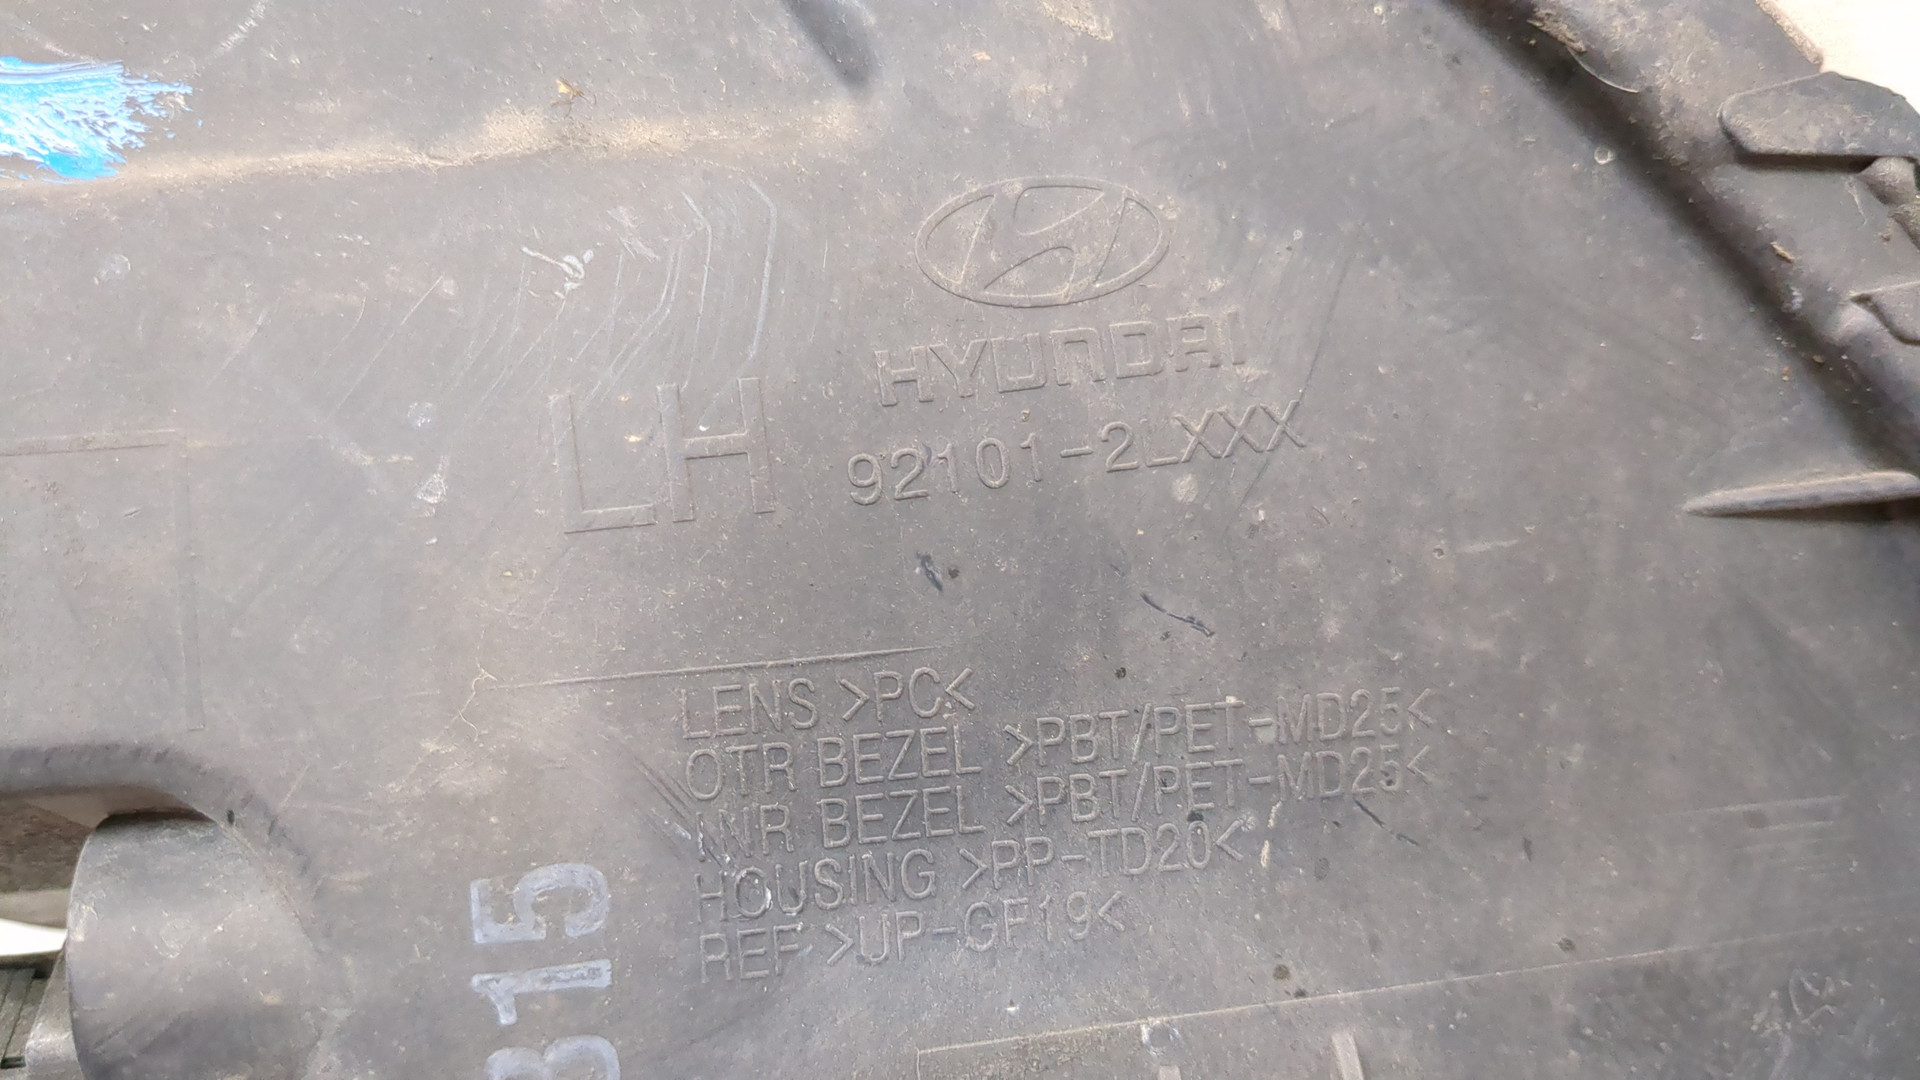 HYUNDAI
LH
92101-2LXXX
LENS >PC<
OTR BEZEL >PBT/PET-MD25<
INR BEZEL >PBT/PET-MD25<
HOUSING >PP-TD20<
REF >UP-GF19<
315